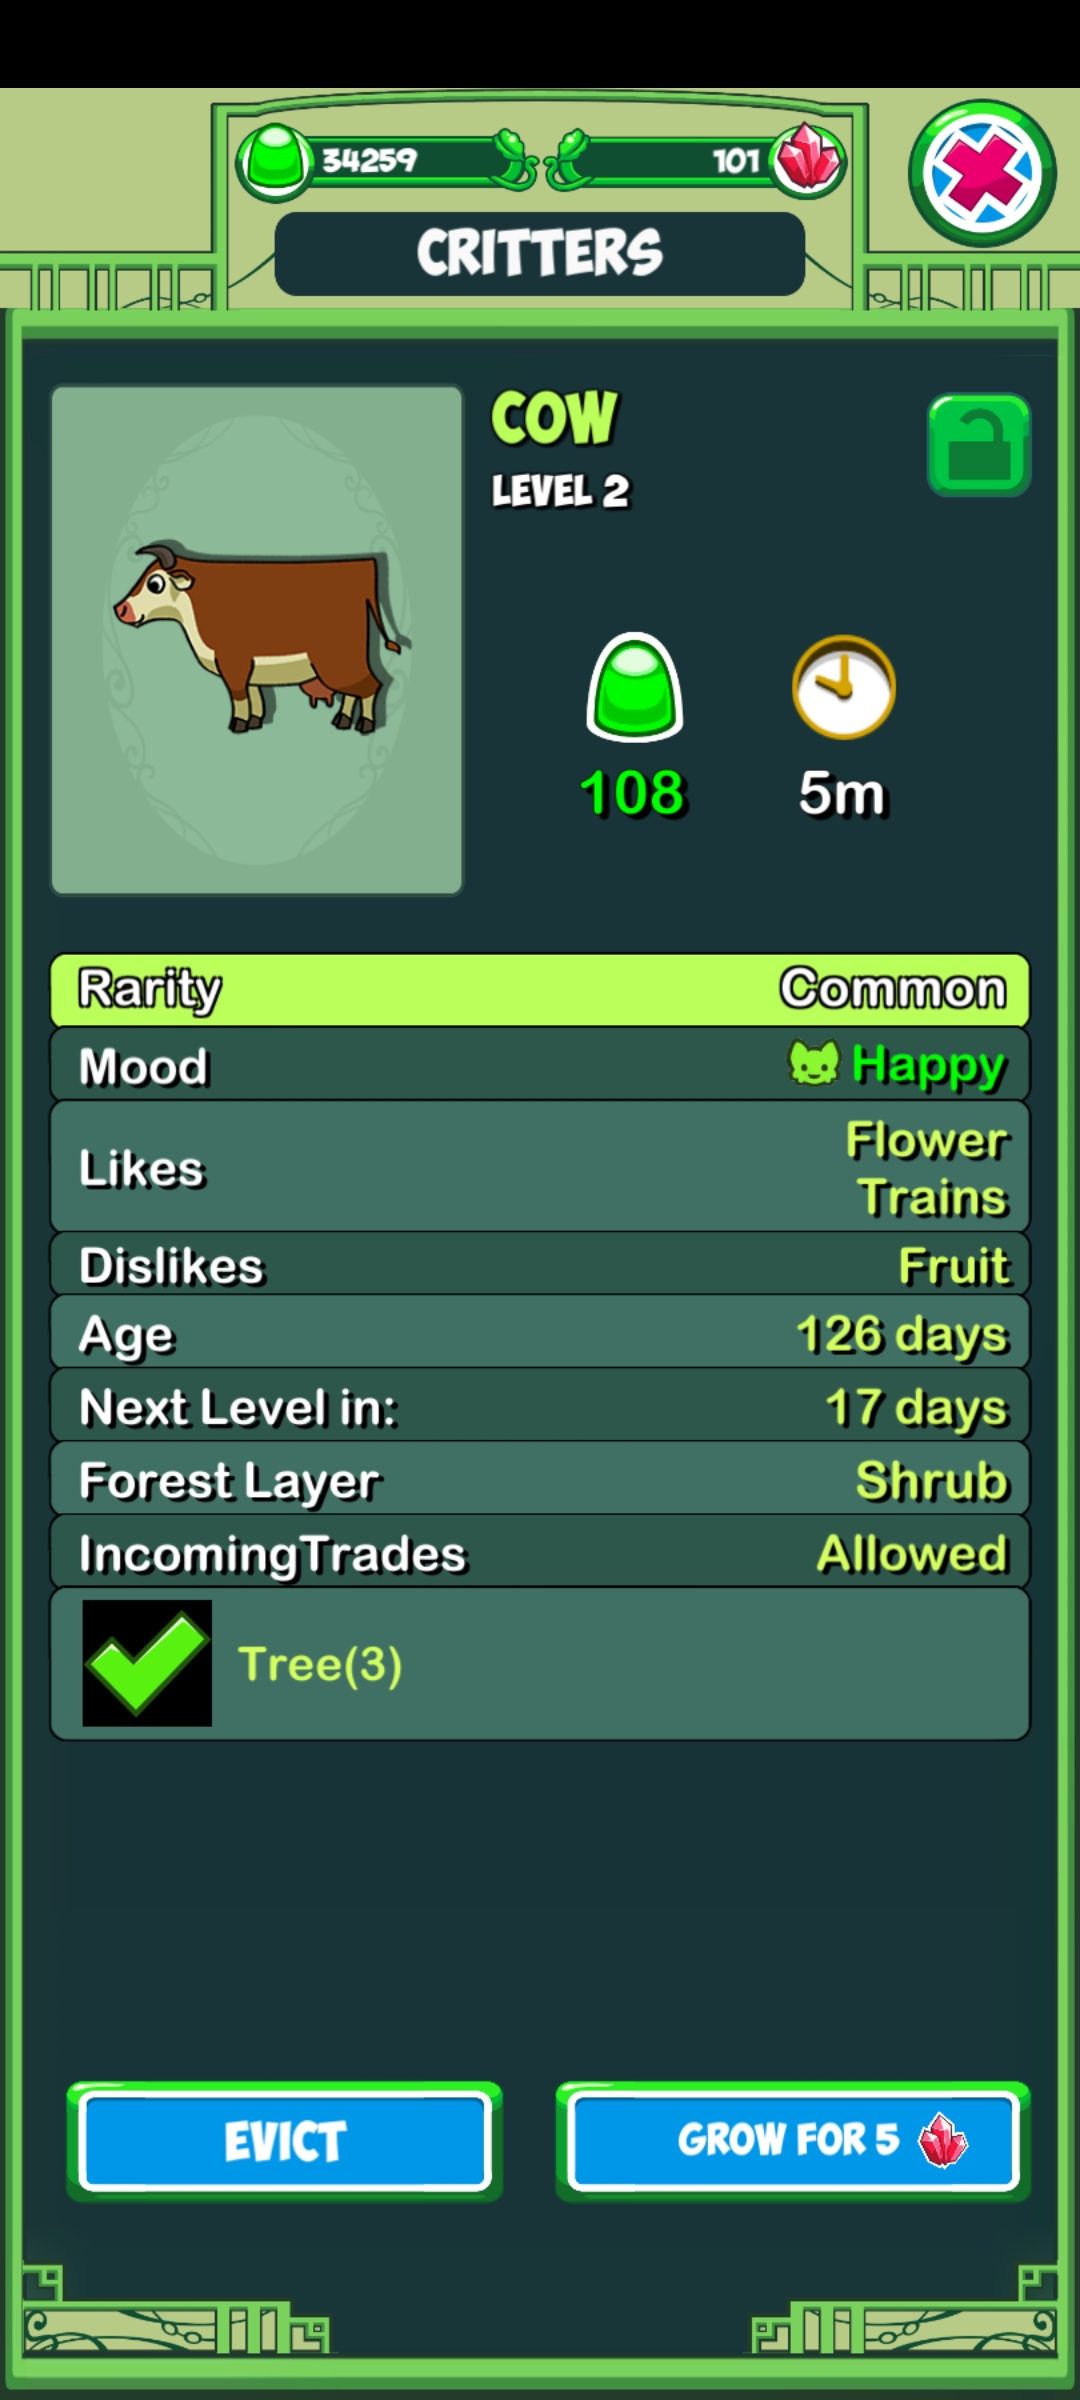 34259
101
CRITTERS
COW
LEVEL 2
108
5m
Rarity Common
Mood Happy
Likes Flower
Trains
Dislikes Fruit
Age 126 days
Next Level in: 17 days
Forest Layer Shrub
IncomingTrades Allowed
Tree(3)
EVICT
GROW FOR 5